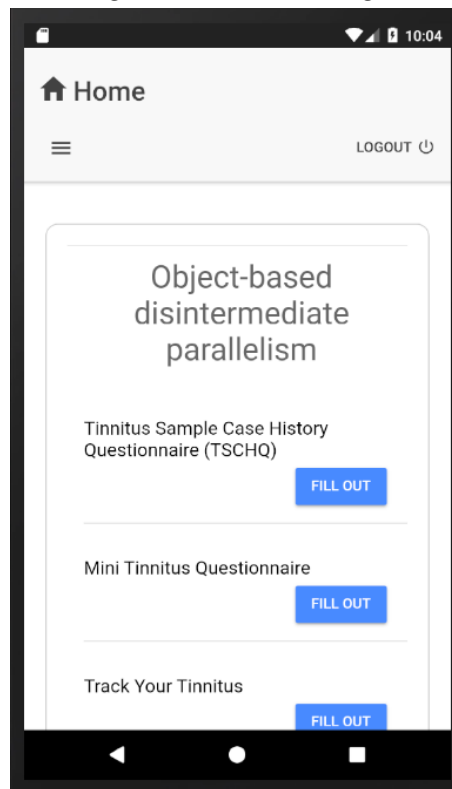 10:04
Home
LOGOUT
Object-based
disintermediate
parallelism
Tinnitus Sample Case History
Questionnaire (TSCHQ)
FILL OUT
Mini Tinnitus Questionnaire
FILL OUT
Track Your Tinnitus
FILL OUT